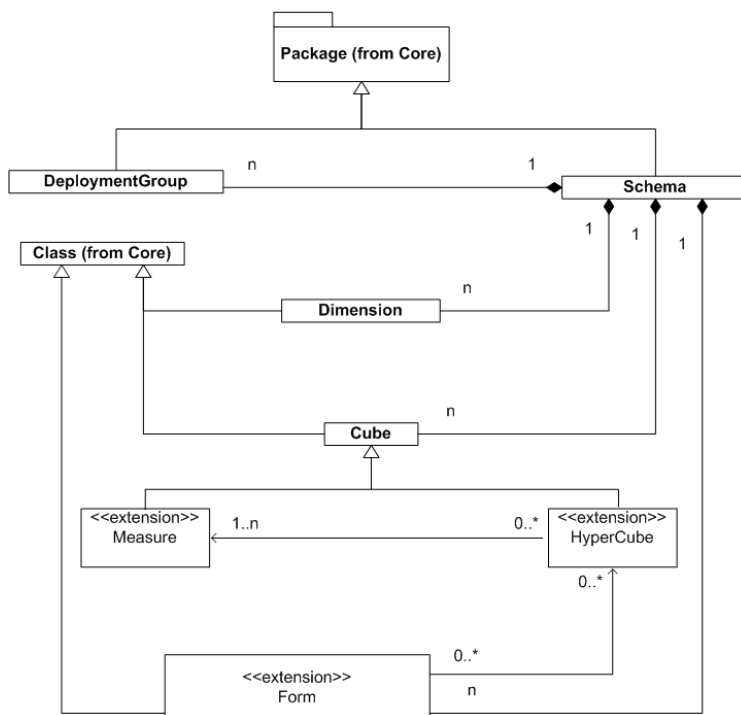 Package (from Core)
n
1
DeploymentGroup
Schema
1
1
1
Class (from Core)
n
Dimension
n
Cube
<<extension>>
Measure
1..n
0..*
<<extension>>
HyperCube
0..*
0..*
<<extension>>
Form
n